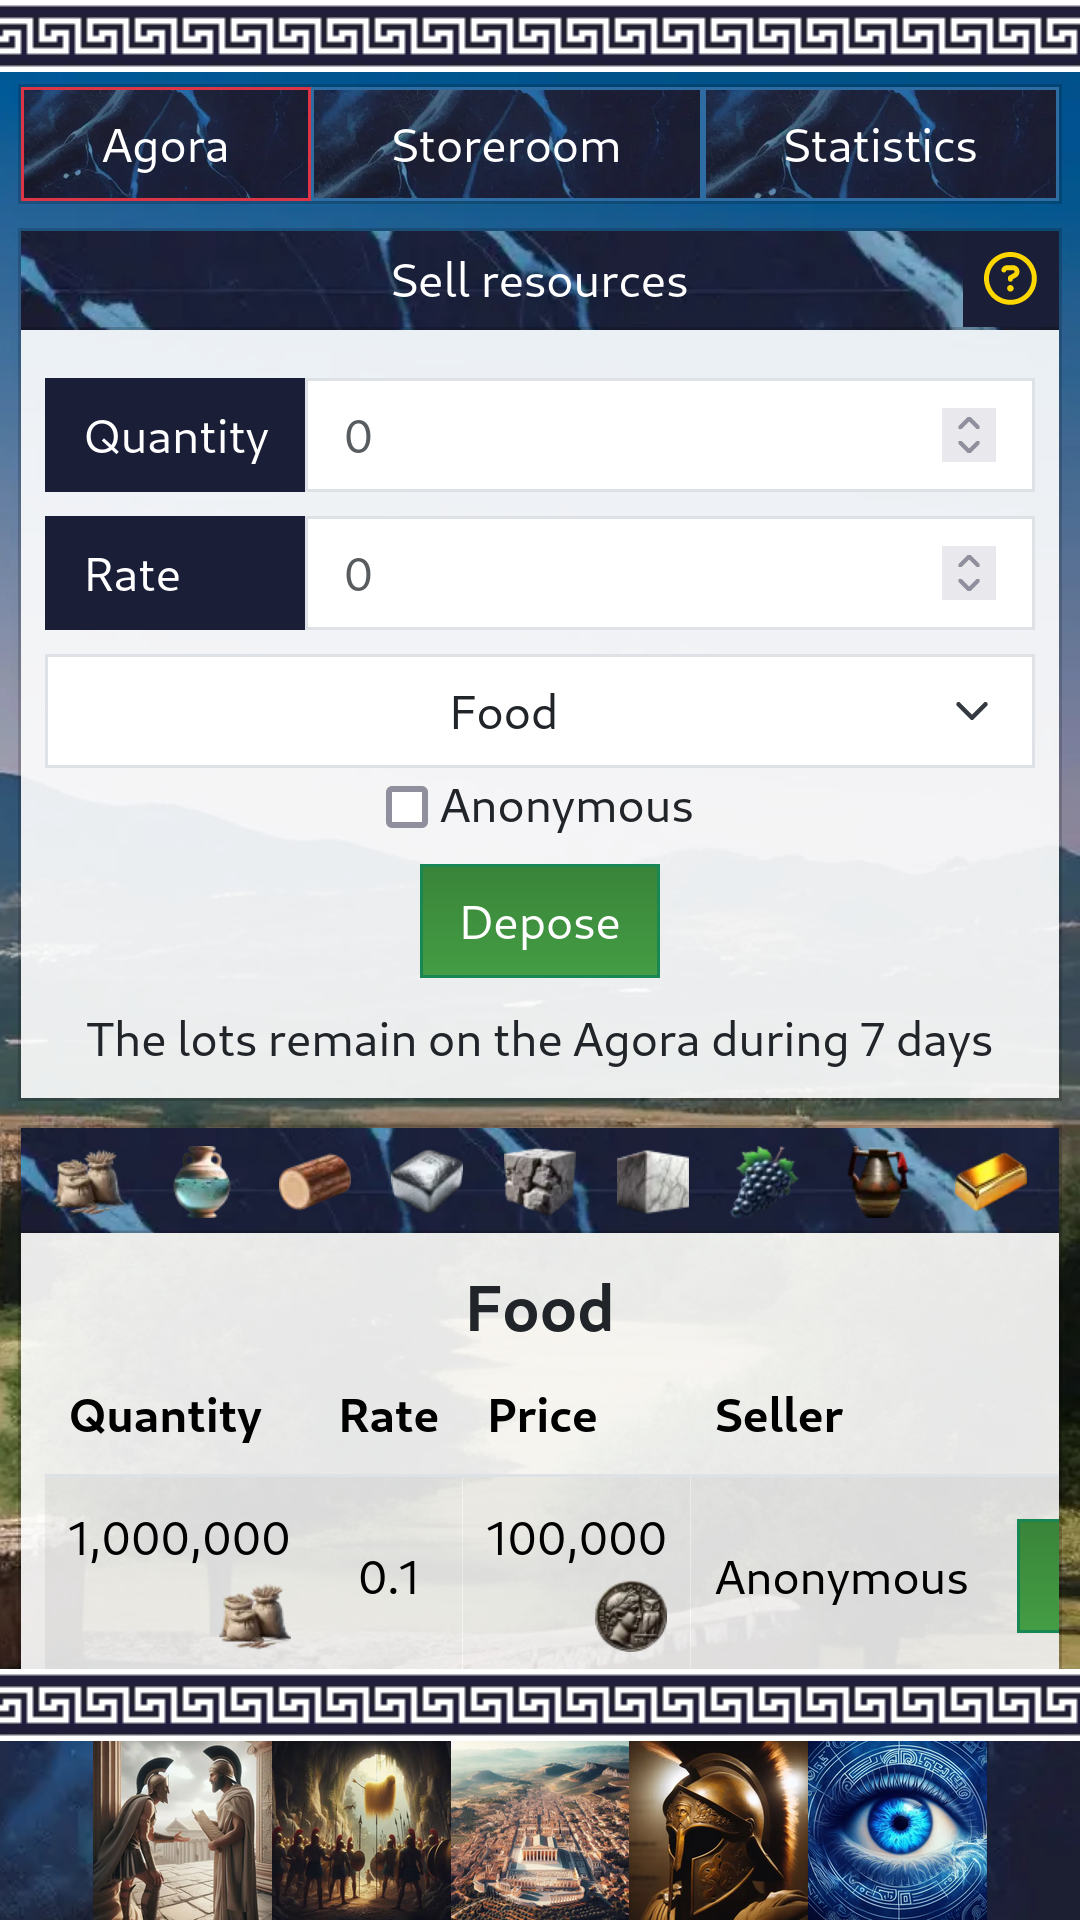 Agora Storeroom Statistics
Sell resources
Quantity 0
Rate 0
Food
Anonymous
Depose
The lots remain on the Agora during 7 days
Food
Quantity Rate Price Seller
1,000,000 0.1 100,000 Anonymous